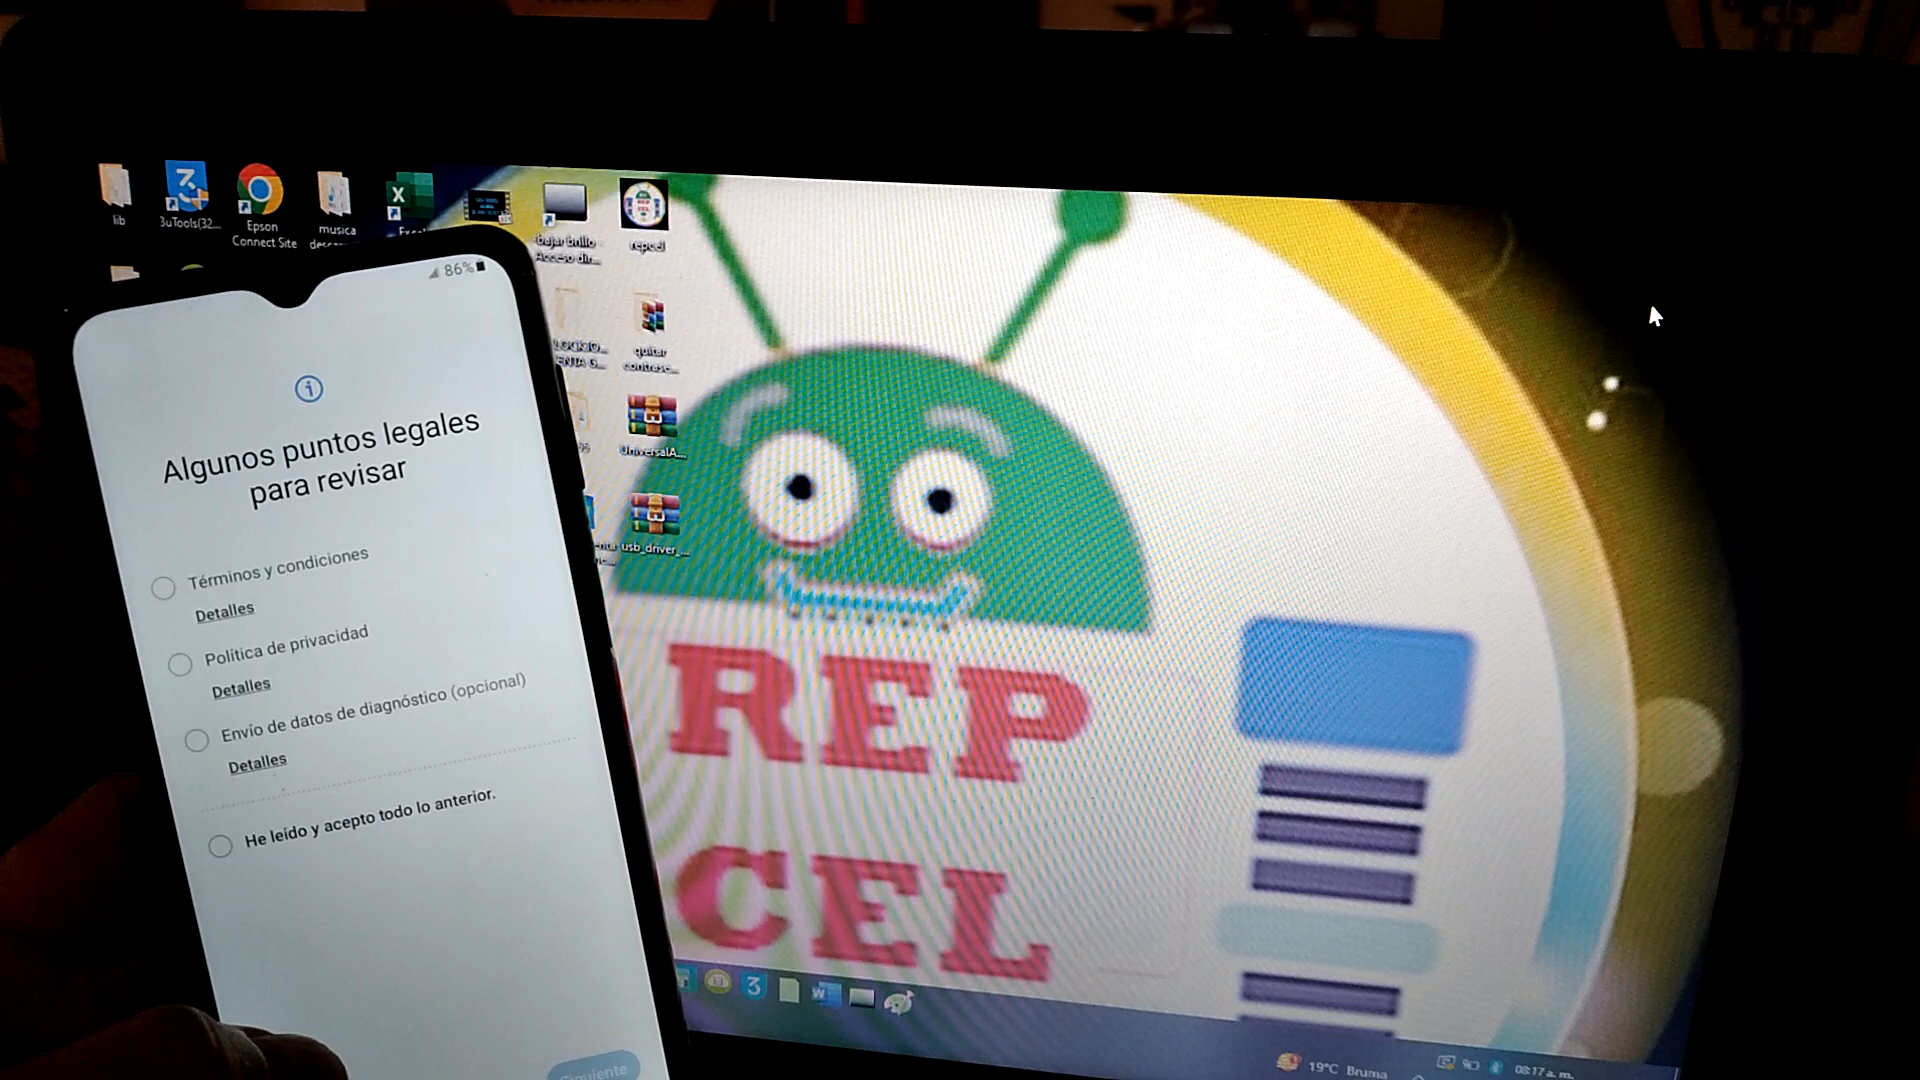 lib
3uTools(32...
Epson
Connect Site
musica
bajar brillo -
Acceso dir...
repcel
quitar
contrase...
UniversalA...
usb_driver_...
86%
Algunos puntos legales
para revisar
Términos y condiciones
Detalles
Política de privacidad
Detalles
Envío de datos de diagnóstico (opcional)
Detalles
He leído y acepto todo lo anterior.
Siguiente
REP
CEL
19°C Bruma
08:17 a. m.